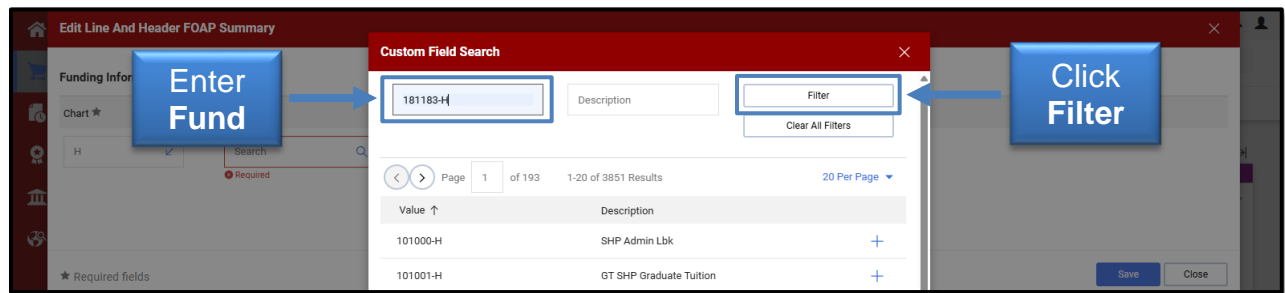 Edit Line And Header FOAP Summary
Custom Field Search
Funding Infor
Enter
Fund
Click
Filter
181183-H
Description
Filter
Clear All Filters
Chart
H
Search
Required
Page 1 of 193
1-20 of 3851 Results
20 Per Page
Value ↑
Description
101000-H
SHP Admin Lbk
101001-H
GT SHP Graduate Tuition
Required fields
Save
Close